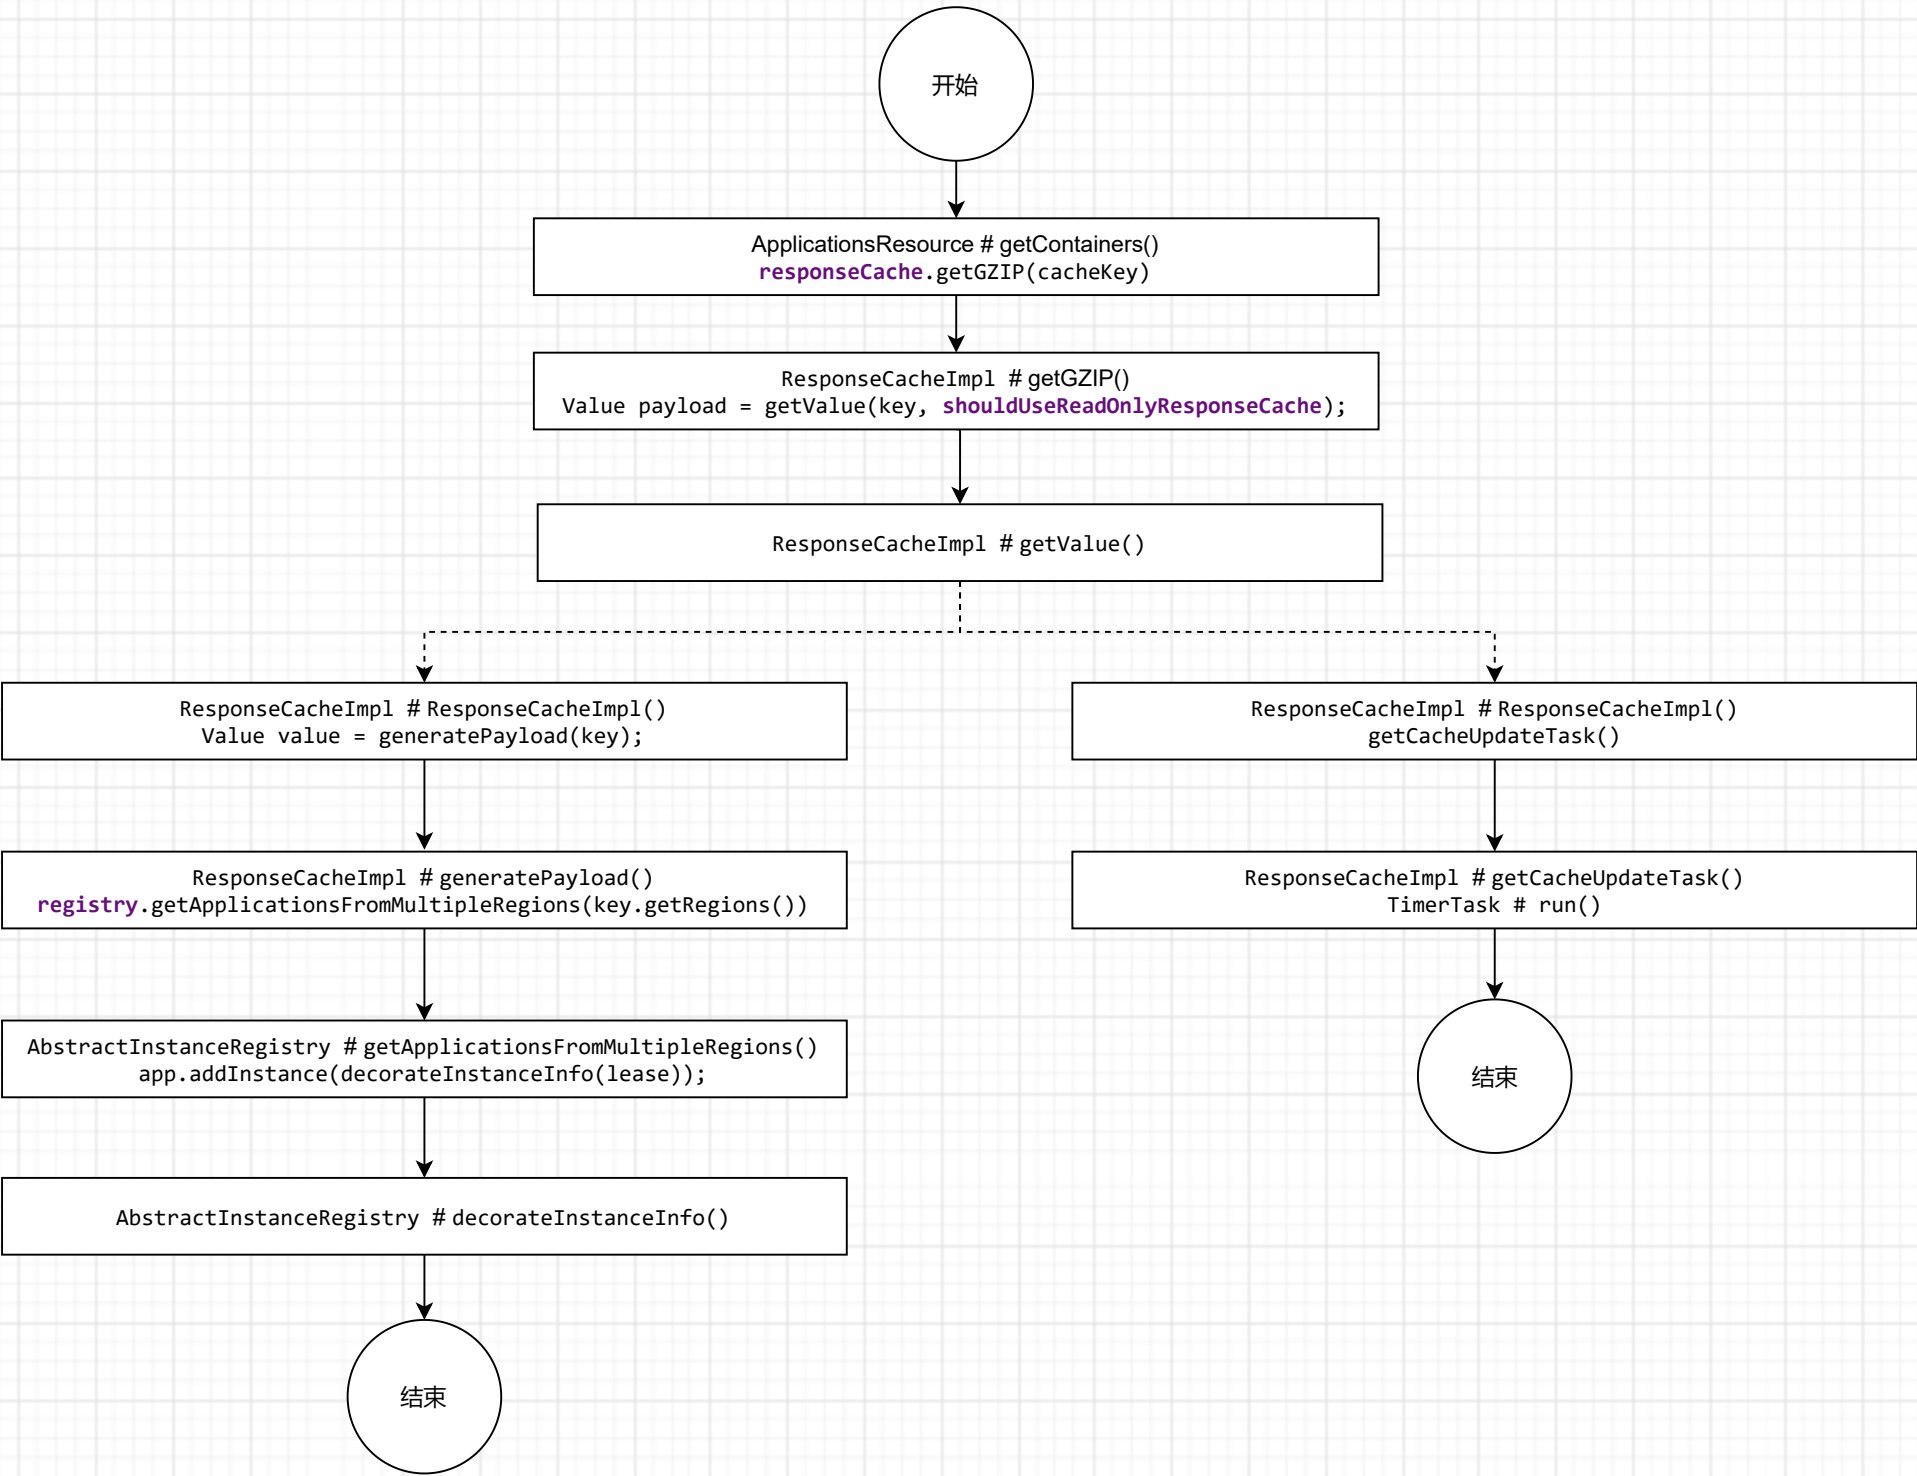 开始
ApplicationsResource # getContainers()
responseCache.getGZIP(cacheKey)
ResponseCacheImpl # getGZIP()
Value payload = getValue(key, shouldUseReadOnlyResponseCache);
ResponseCacheImpl # getValue()
ResponseCacheImpl # ResponseCacheImpl()
Value value = generatePayload(key);
ResponseCacheImpl # generatePayload()
registry.getApplicationsFromMultipleRegions(key.getRegions())
AbstractInstanceRegistry # getApplicationsFromMultipleRegions()
app.addInstance(decorateInstanceInfo(lease));
AbstractInstanceRegistry # decorateInstanceInfo()
结束
ResponseCacheImpl # ResponseCacheImpl()
getCacheUpdateTask()
ResponseCacheImpl # getCacheUpdateTask()
TimerTask # run()
结束